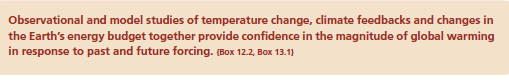 Observational and model studies of temperature change, climate feedbacks and changes in
the Earth's energy budget together provide confidence in the magnitude of global warming
in response to past and future forcing. {Box 12.2, Box 13.1}